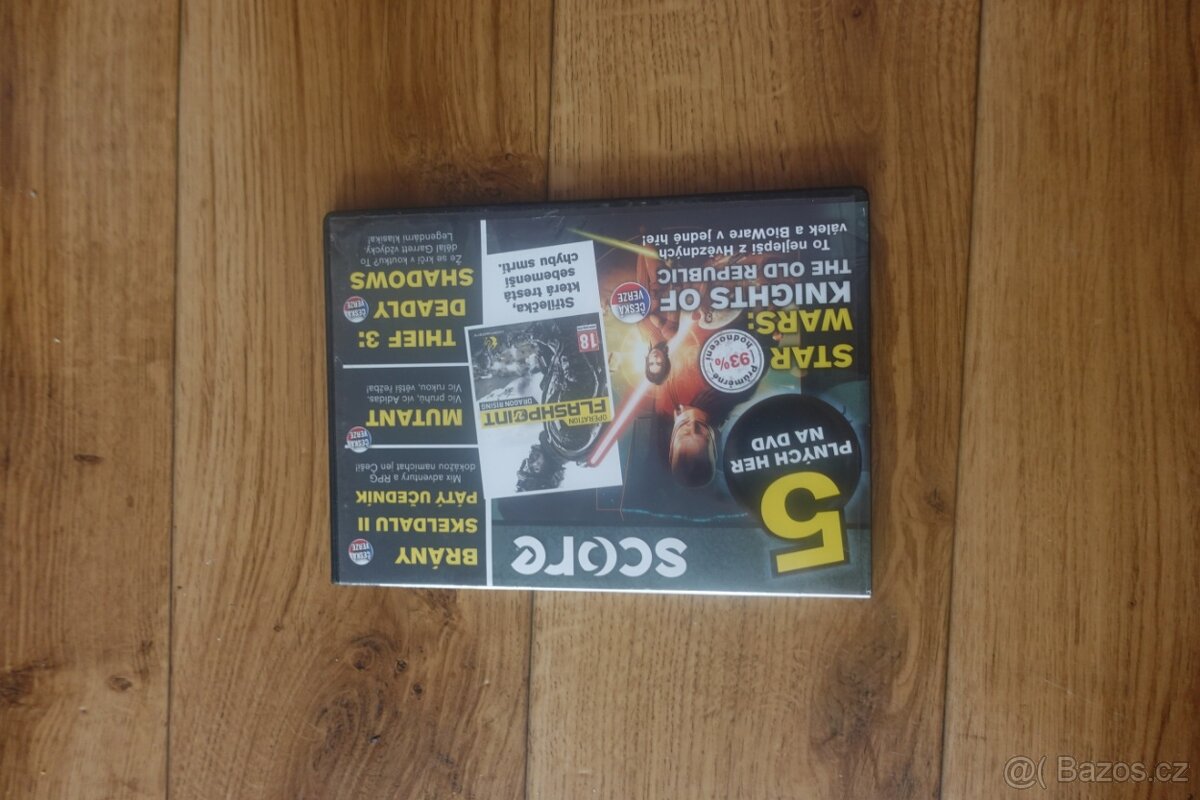 score
5
PLNÝCH HER
NA DVD
STAR
WARS:
KNIGHTS OF
THE OLD REPUBLIC
To nejlepší z Hvězdných
válek a BioWare v jedné hře!
Průměrné
93%
hodnocení
ČESKÁ
VERZE
OPERATION
FLASHPOINT
DRAGON RISING
18
Střílečka,
která trestá
sebemenší
chybu smrtí.
BRÁNY
SKELDALU II
PÁTÝ UČEDNÍK
Mix adventury a RPG
dokážou namíchat jen Češi!
ČESKÁ
VERZE
MUTANT
Víc pruhů, víc Adidas.
Víc rukou, větší řežba!
ČESKÁ
VERZE
THIEF 3:
DEADLY
SHADOWS
Že se krčí v koutku? To
dělal Garrett vždycky.
Legendární klasika!
ČESKÁ
VERZE
@( Bazos.cz